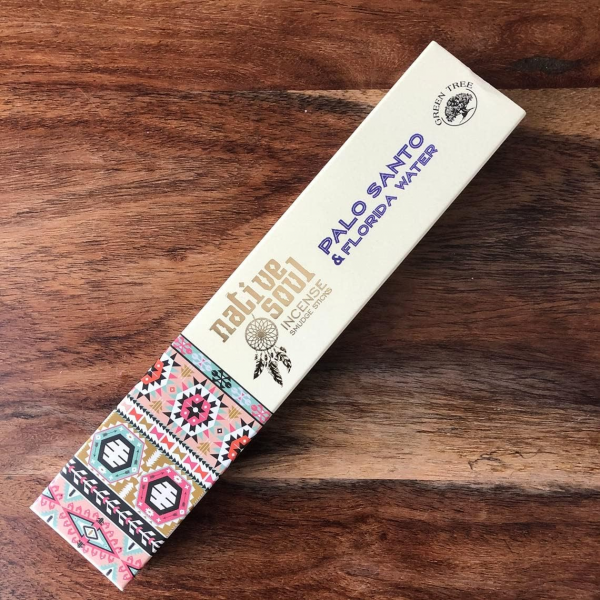 GREEN TREE
PALO SANTO
& FLORIDA WATER
native
soul
INCENSE
SMUDGE STICKS